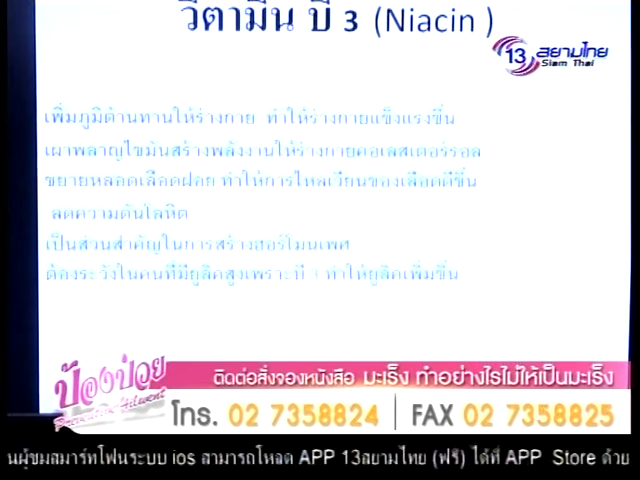 วิตามิน บี 3 (Niacin )
13 สยามไทย
Siam Thai
เพิ่มภูมิต้านทานให้ร่างกาย ทำให้ร่างกายแข็งแรงขึ้น
เผาพลาญไขมันสร้างพลังงานให้ร่างกายคอเลสเตอร์รอล
ขยายหลอดเลือดฝอย ทำให้การไหลเวียนของเลือดดีขึ้น
ลดความดันโลหิต
เป็นส่วนสำคัญในการสร้างฮอร์โมนเพศ
ต้องระวังในคนที่มียูลิคสูงเพราะบี 3 ทำให้ยูลิคเพิ่มขึ้น
ป้องป่วย
ติดต่อสั่งจองหนังสือ มะเร็ง ทำอย่างไรไม่ให้เป็นมะเร็ง
โทร. 02 7358824 | FAX 02 7358825
นผู้ชมสมาร์ทโฟนระบบ ios สามารถโหลด APP 13สยามไทย (ฟรี) ได้ที่ APP Store ด้วย